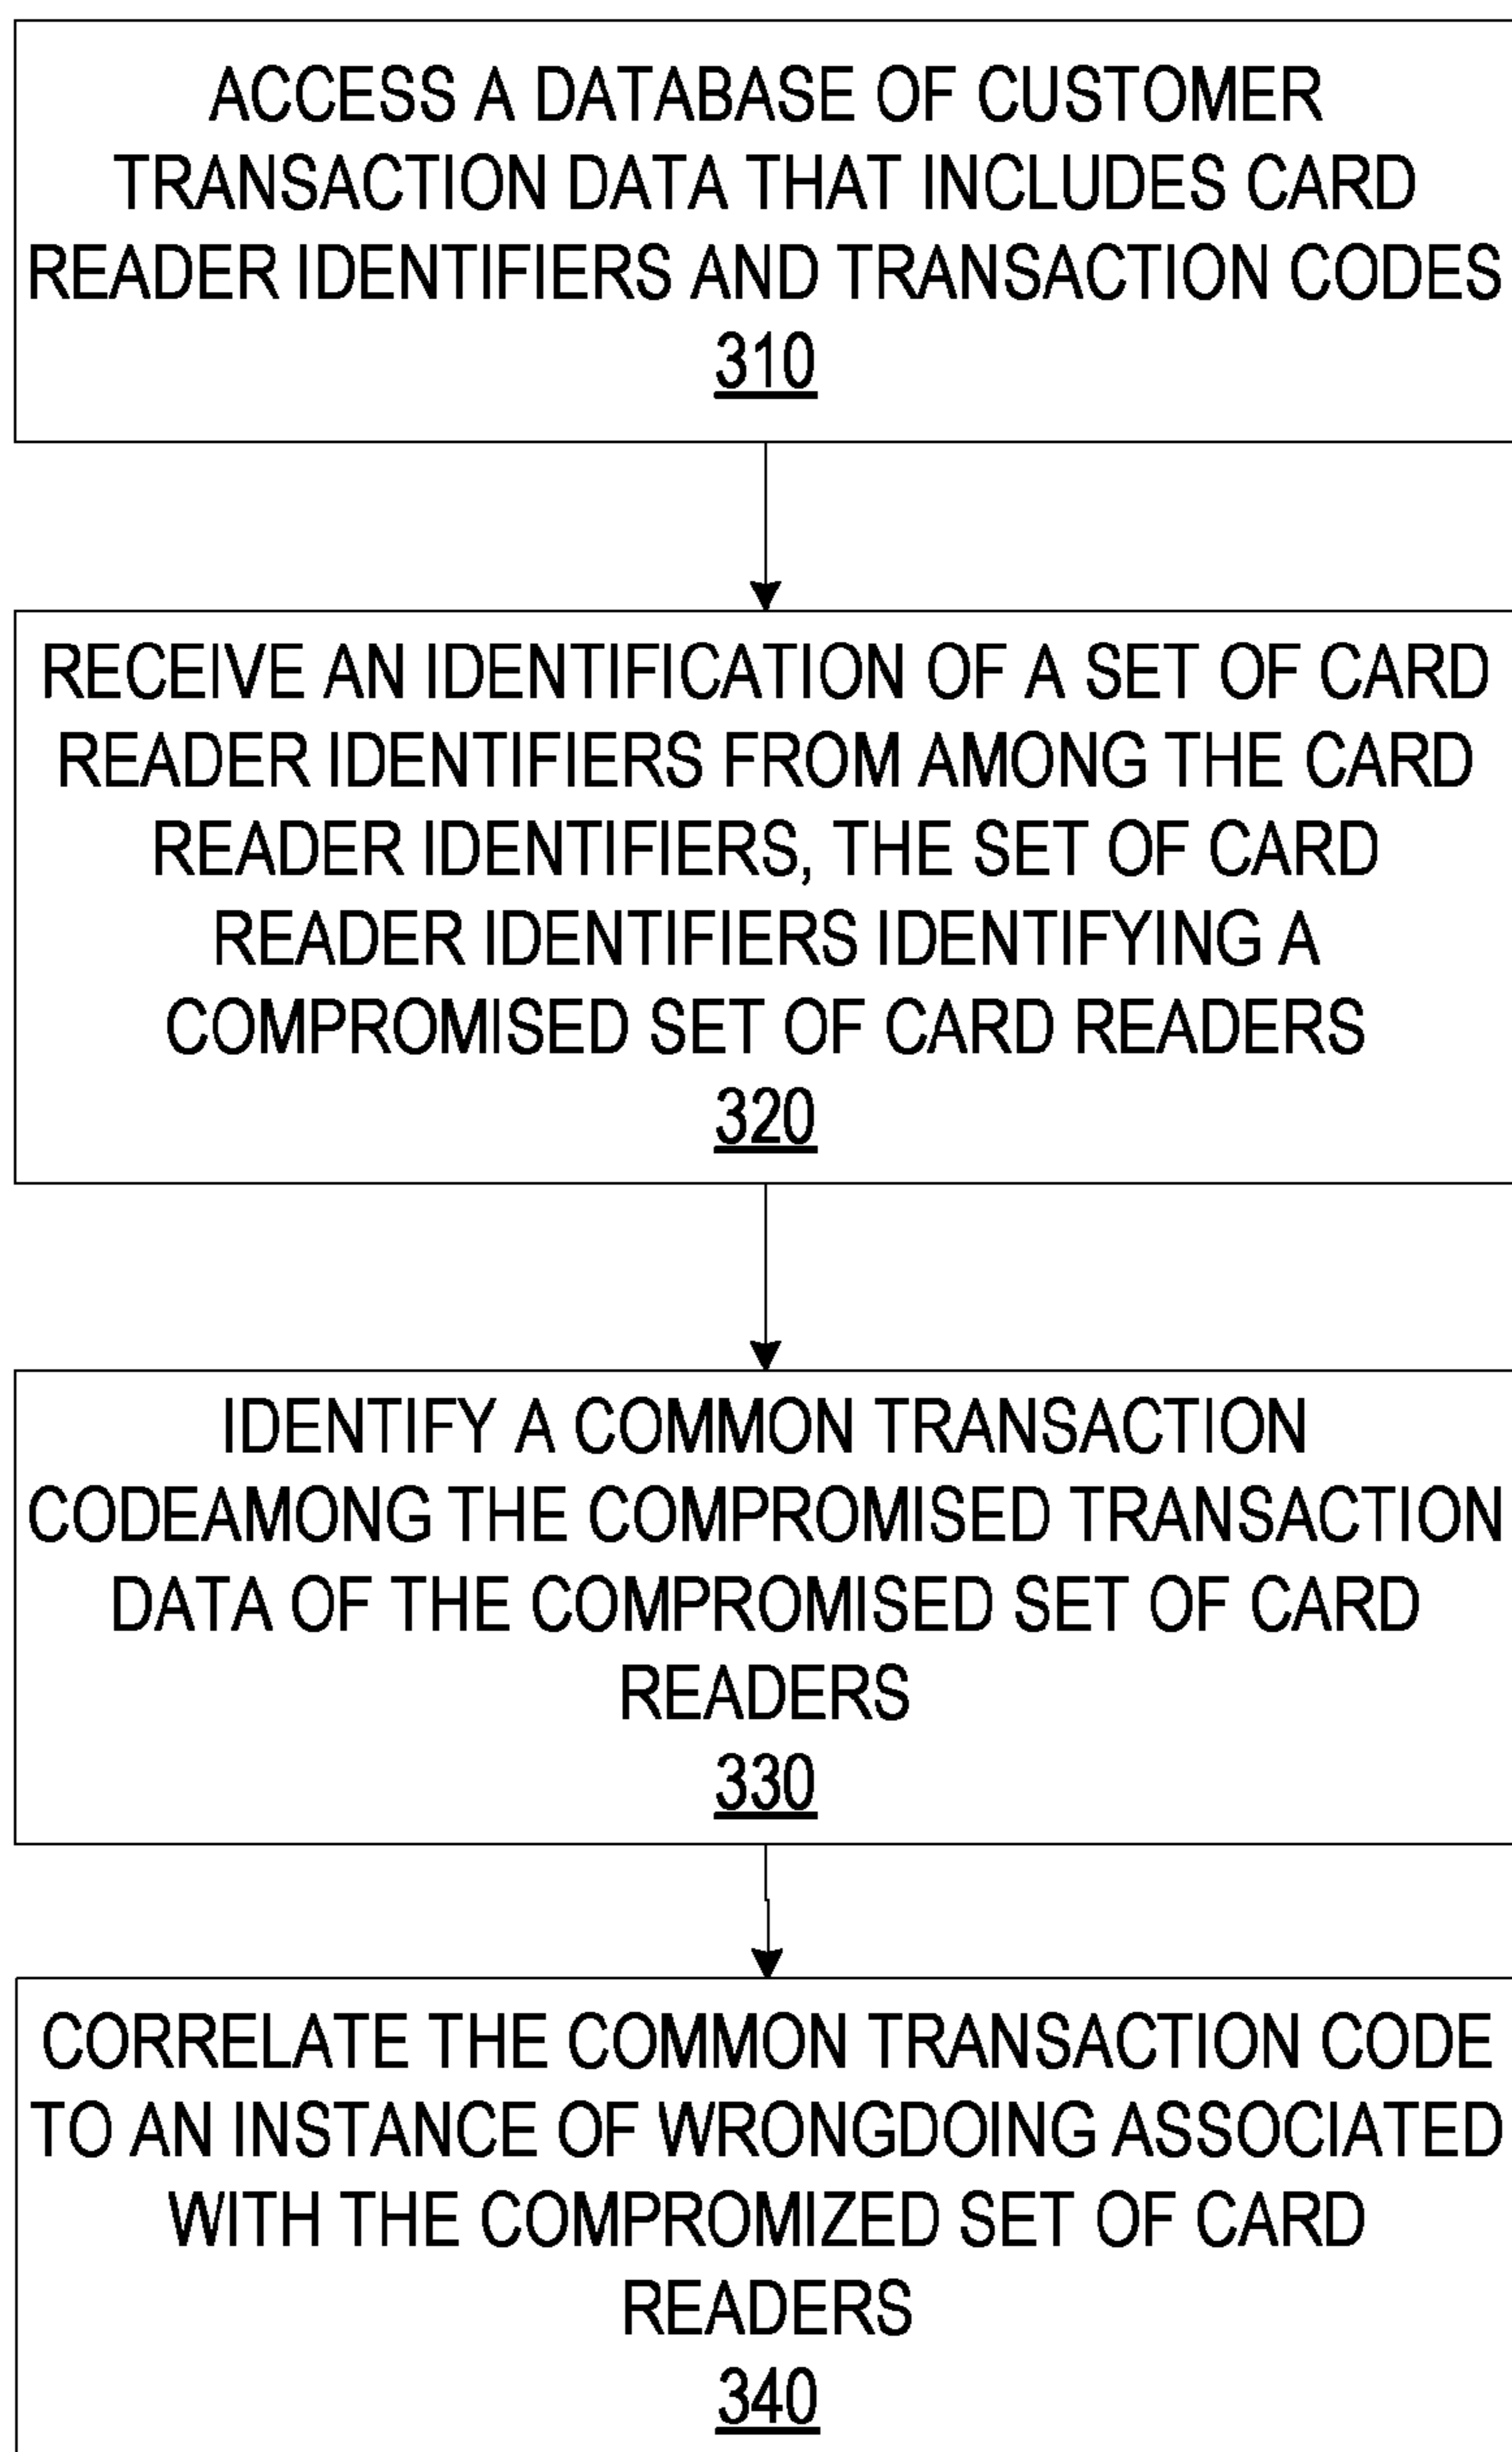 ACCESS A DATABASE OF CUSTOMER
TRANSACTION DATA THAT INCLUDES CARD
READER IDENTIFIERS AND TRANSACTION CODES
310
RECEIVE AN IDENTIFICATION OF A SET OF CARD
READER IDENTIFIERS FROM AMONG THE CARD
READER IDENTIFIERS, THE SET OF CARD
READER IDENTIFIERS IDENTIFYING A
COMPROMISED SET OF CARD READERS
320
IDENTIFY A COMMON TRANSACTION
CODEAMONG THE COMPROMISED TRANSACTION
DATA OF THE COMPROMISED SET OF CARD
READERS
330
CORRELATE THE COMMON TRANSACTION CODE
TO AN INSTANCE OF WRONGDOING ASSOCIATED
WITH THE COMPROMIZED SET OF CARD
READERS
340